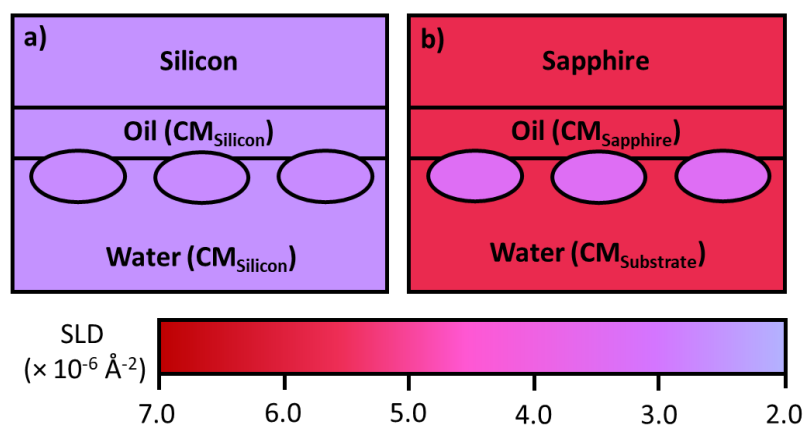 a)
Silicon
Oil (CMSilicon)
Water (CMSilicon)
b)
Sapphire
Oil (CMSapphire)
Water (CMSubstrate)
SLD
(× 10-6 Å-2)
7.0 6.0 5.0 4.0 3.0 2.0